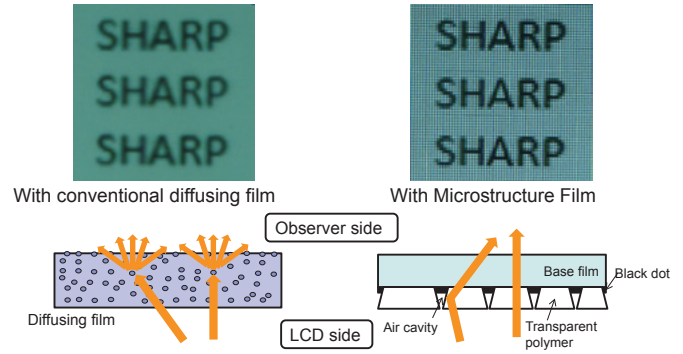 SHARP
SHARP
SHARP
SHARP
SHARP
SHARP
With conventional diffusing film
With Microstructure Film
Observer side
Base film
Black dot
Diffusing film
LCD side
Air cavity
Transparent
polymer